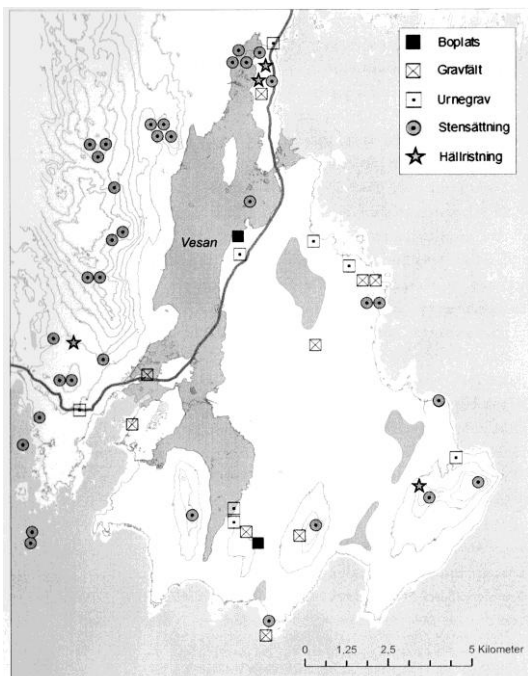 Boplats
Gravfält
Urnegrav
Stensättning
Hällristning
Vesan
0 1,25 2,5 5 Kilometer